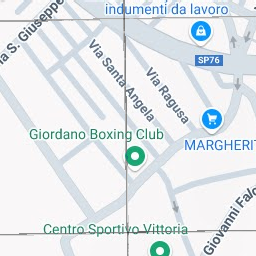 indumenti da lavoro
a S. Giuseppe
Via Santa Angela
Via Ragusa
SP76
MARGHERIT
Giordano Boxing Club
Centro Sportivo Vittoria
Giovanni Falc